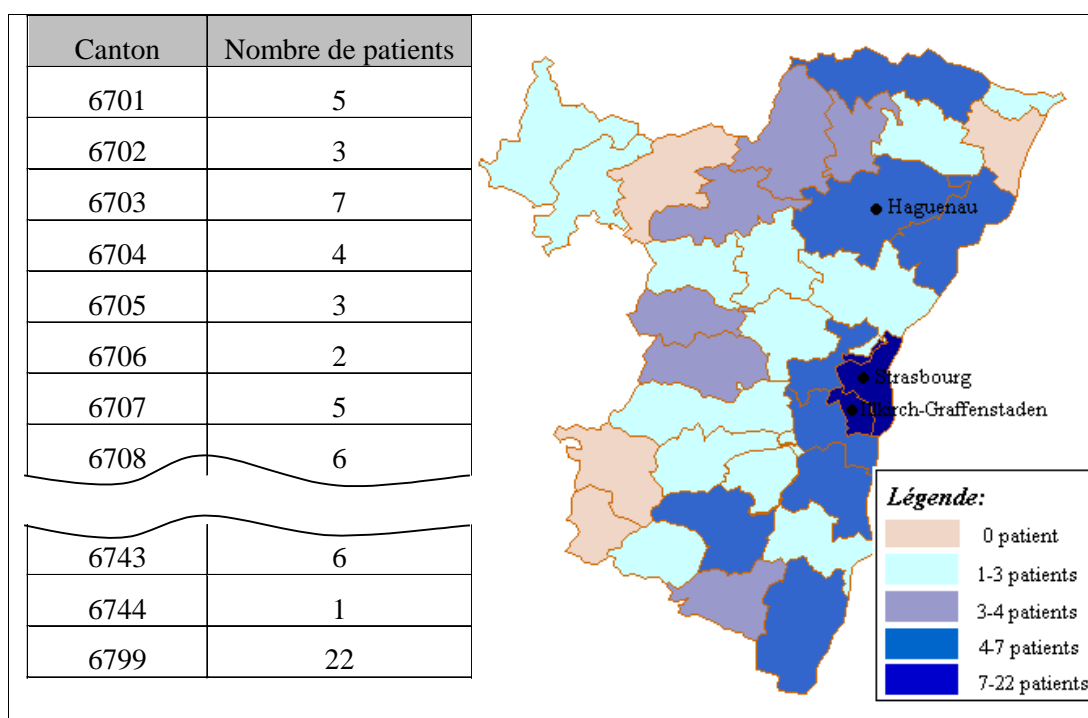 Canton Nombre de patients
6701 5
6702 3
6703 7
6704 4
6705 3
6706 2
6707 5
6708 6
6743 6
6744 1
6799 22
Haguenau
Strasbourg
Illkirch-Graffenstaden
Légende:
0 patient
1-3 patients
3-4 patients
4-7 patients
7-22 patients